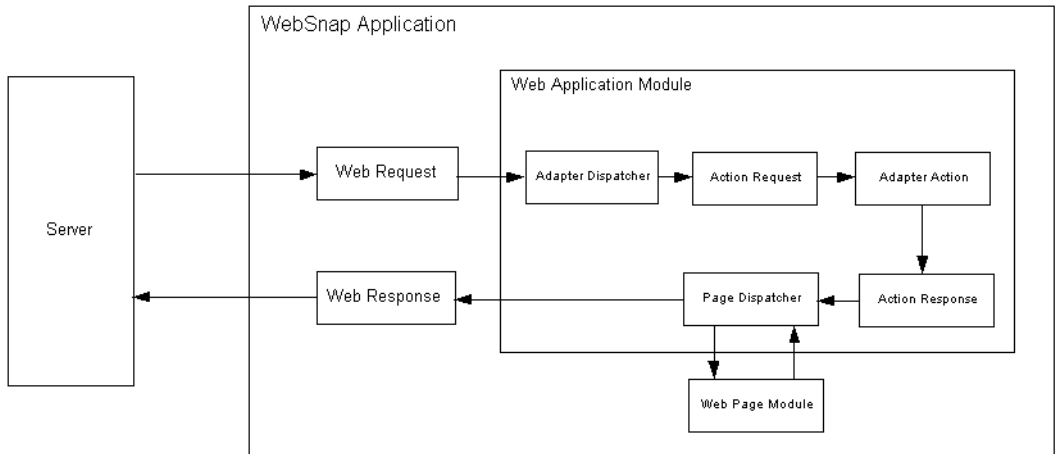 WebSnap Application
Web Application Module
Web Request
Adapter Dispatcher
Action Request
Adapter Action
Server
Web Response
Page Dispatcher
Action Response
Web Page Module